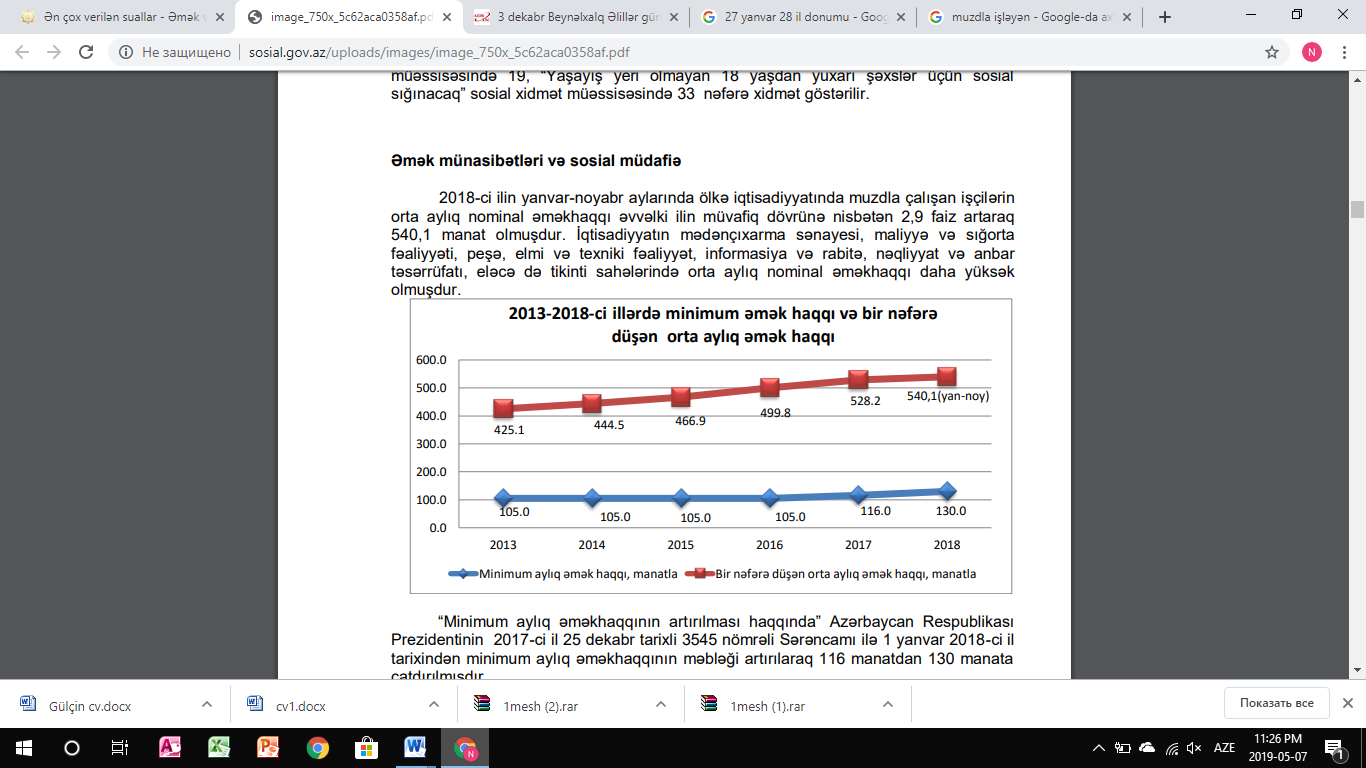 Ən çox verilən suallar - Əmək v
image_750x_5c62aca0358af.pdf
3 dekabr Beynəlxalq Əlillər gün
27 yanvar 28 il donumu - Goog
muzdla işləyən - Google-da ax
Не защищено
sosial.gov.az/uploads/images/image_750x_5c62aca0358af.pdf
N
müəssisəsində 19, “Yaşayış yeri olmayan 18 yaşdan yuxarı şəxslər üçün sosial
sığınacaq” sosial xidmət müəssisəsində 33 nəfərə xidmət göstərilir.
Əmək münasibətləri və sosial müdafiə
2018-ci ilin yanvar-noyabr aylarında ölkə iqtisadiyyatında muzdla çalışan işçilərin
orta aylıq nominal əməkhaqqı əvvəlki ilin müvafiq dövrünə nisbətən 2,9 faiz artaraq
540,1 manat olmuşdur. İqtisadiyyatın mədənçıxarma sənayesi, maliyyə və sığorta
fəaliyyəti, peşə, elmi və texniki fəaliyyət, informasiya və rabitə, nəqliyyat və anbar
təsərrüfatı, eləcə də tikinti sahələrində orta aylıq nominal əməkhaqqı daha yüksək
olmuşdur.
2013-2018-ci illərdə minimum əmək haqqı və bir nəfərə
düşən orta aylıq əmək haqqı
600.0
500.0
400.0
300.0
200.0
100.0
0.0
425.1
444.5
466.9
499.8
528.2
540,1(yan-noy)
105.0
105.0
105.0
105.0
116.0
130.0
2013 2014 2015 2016 2017 2018
Minimum aylıq əmək haqqı, manatla Bir nəfərə düşən orta aylıq əmək haqqı, manatla
“Minimum aylıq əməkhaqqının artırılması haqqında” Azərbaycan Respublikası
Prezidentinin 2017-ci il 25 dekabr tarixli 3545 nömrəli Sərəncamı ilə 1 yanvar 2018-ci il
tarixindən minimum aylıq əməkhaqqının məbləği artırılaraq 116 manatdan 130 manata
çatdırılmışdır
Gülçin cv.docx
cv1.docx
1mesh (2).rar
1mesh (1).rar
Показать все
AZE
11:26 PM
2019-05-07
1